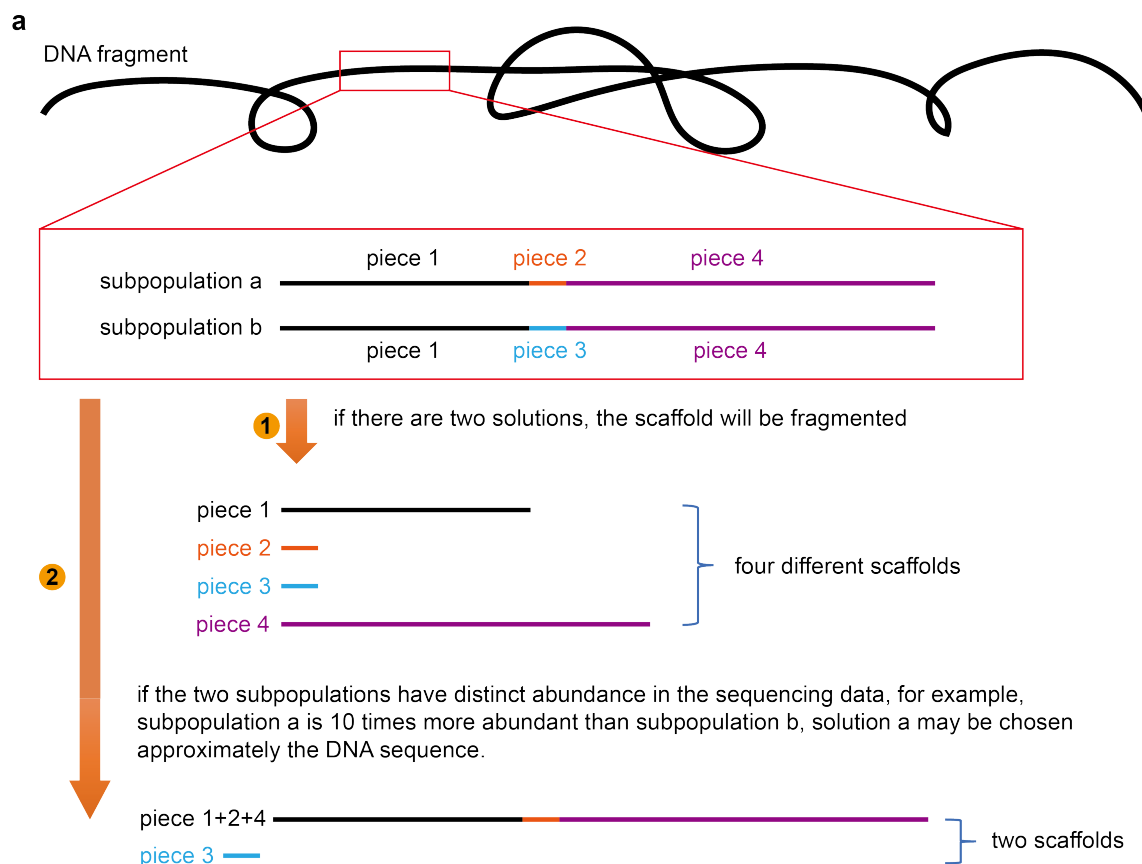 a
DNA fragment
piece 1 piece 2 piece 4
subpopulation a
subpopulation b
piece 1 piece 3 piece 4
1 if there are two solutions, the scaffold will be fragmented
piece 1
piece 2
piece 3
piece 4
four different scaffolds
2
if the two subpopulations have distinct abundance in the sequencing data, for example,
subpopulation a is 10 times more abundant than subpopulation b, solution a may be chosen
approximately the DNA sequence.
piece 1+2+4
piece 3
two scaffolds